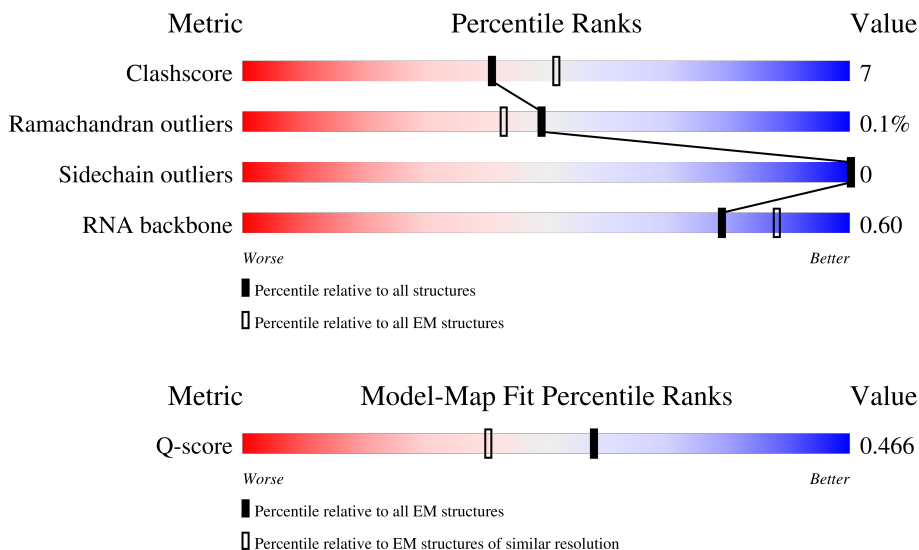 Metric Percentile Ranks Value
Clashscore 7
Ramachandran outliers 0.1%
Sidechain outliers 0
RNA backbone 0.60
Worse Better
Percentile relative to all structures
Percentile relative to all EM structures
Metric Model-Map Fit Percentile Ranks Value
Q-score 0.466
Worse Better
Percentile relative to all EM structures
Percentile relative to EM structures of similar resolution